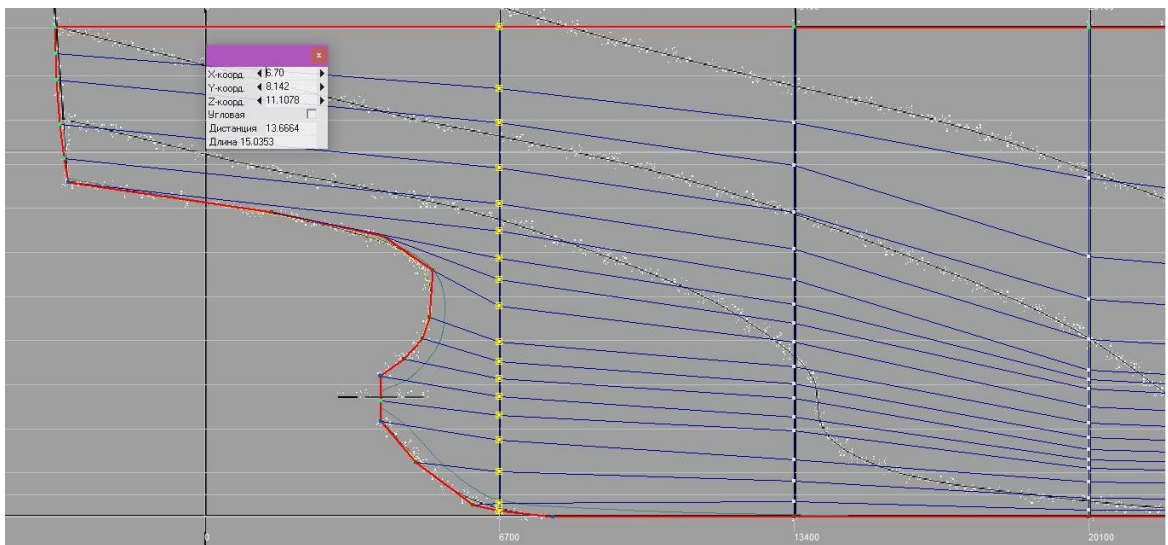 X-коорд. 6.70
Y-коорд. 8.142
Z-коорд. 11.1078
Угловая
Дистанция 13.6664
Длина 15.0353
0 6700 13400 20100